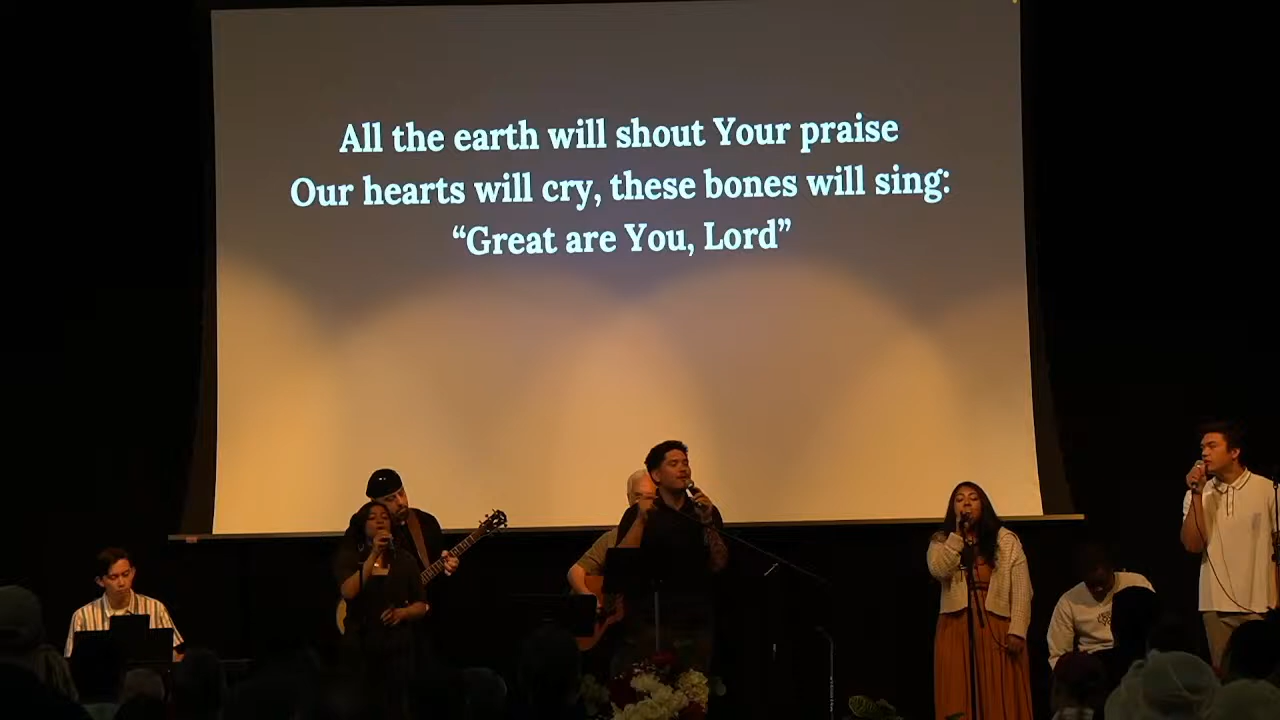 All the earth will shout Your praise
Our hearts will cry, these bones will sing:
“Great are You, Lord”